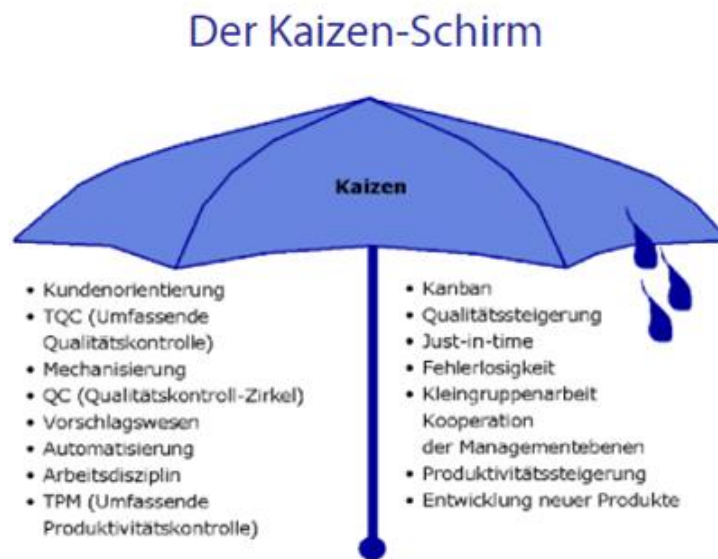 Der Kaizen-Schirm
Kaizen
• Kundenorientierung
• TQC (Umfassende
Qualitätskontrolle)
• Mechanisierung
• QC (Qualitätskontroll-Zirkel)
• Vorschlagswesen
• Automatisierung
• Arbeitsdisziplin
• TPM (Umfassende
Produktivitätskontrolle)
• Kanban
• Qualitätssteigerung
• Just-in-time
• Fehlerlosigkeit
• Kleingruppenarbeit
Kooperation
der Managementebenen
• Produktivitätssteigerung
• Entwicklung neuer Produkte